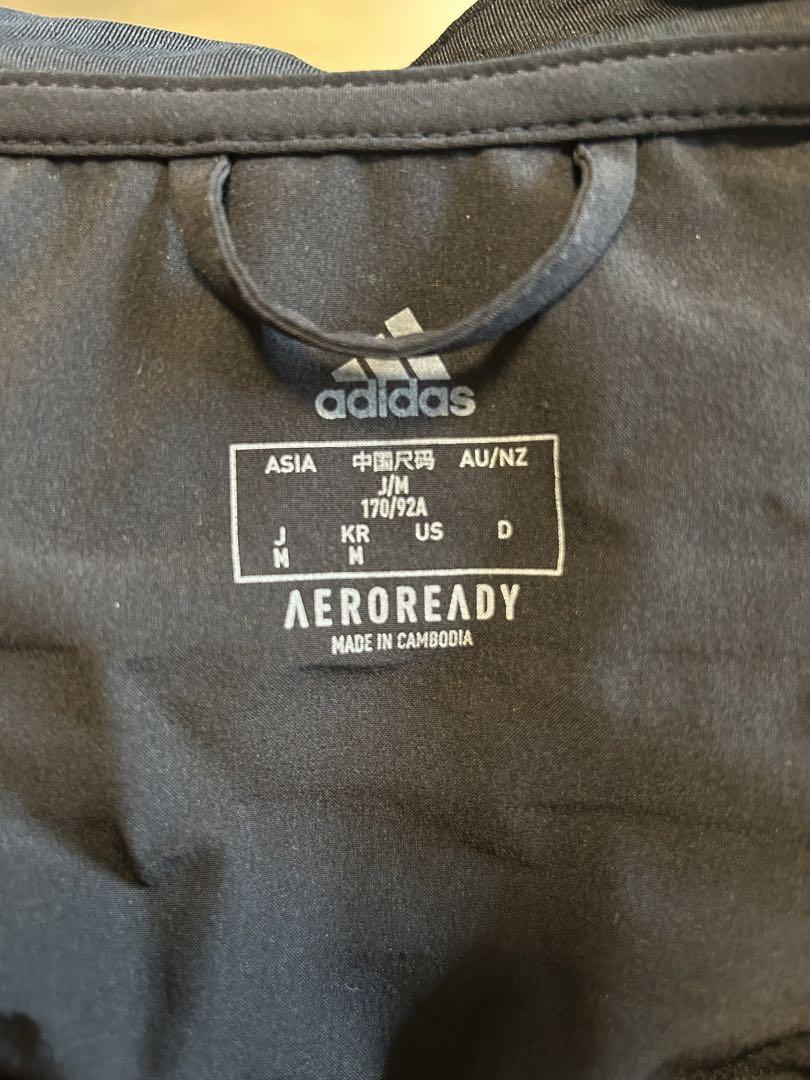 adidas
ASIA 中国尺码 AU/NZ
J/M
170/92A
J KR US D
M M
AEROREADY
MADE IN CAMBODIA